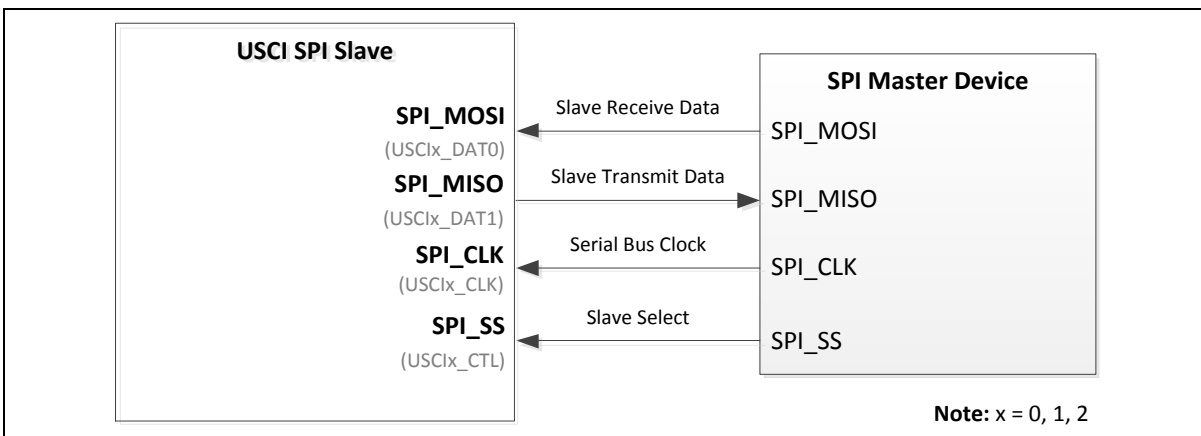 USCI SPI Slave
SPI_MOSI
(USCIx_DAT0)
SPI_MISO
(USCIx_DAT1)
SPI_CLK
(USCIx_CLK)
SPI_SS
(USCIx_CTL)
Slave Receive Data
Slave Transmit Data
Serial Bus Clock
Slave Select
SPI Master Device
SPI_MOSI
SPI_MISO
SPI_CLK
SPI_SS
Note: x = 0, 1, 2